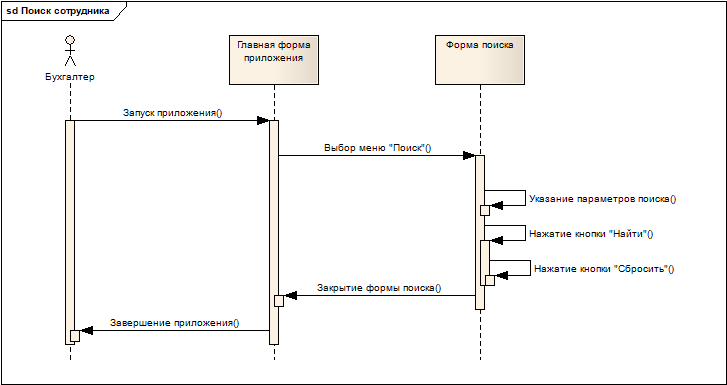 sd Поиск сотрудника
Главная форма
приложения
Форма поиска
Бухгалтер
Запуск приложения()
Выбор меню "Поиск"()
Указание параметров поиска()
Нажатие кнопки "Найти"()
Нажатие кнопки "Сбросить"()
Закрытие формы поиска()
Завершение приложения()